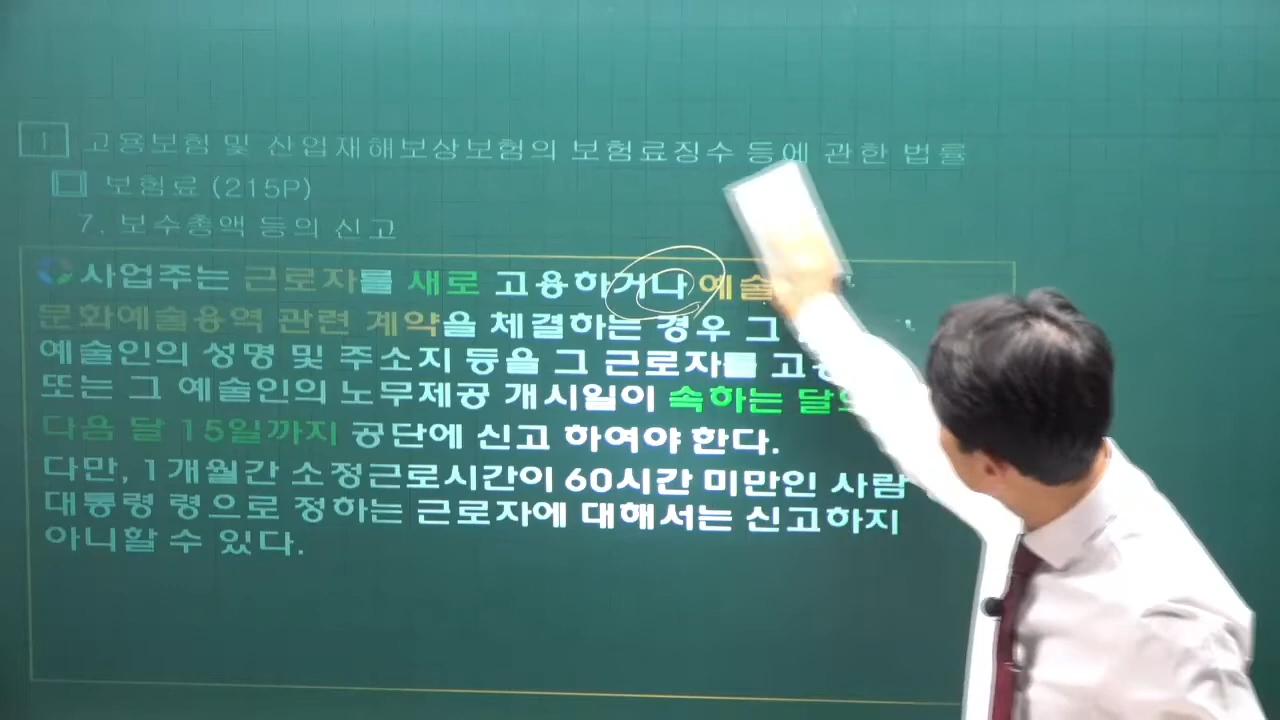 1 고용보험 및 산업재해보상보험의 보험료징수 등에 관한 법률
보험료 (215P)
7. 보수총액 등의 신고
사업주는 근로자를 새로 고용하거나 예술
문화예술용역 관련 계약을 체결하는 경우 그
예술인의 성명 및 주소지 등을 그 근로자를 고용
또는 그 예술인의 노무제공 개시일이 속하는 달의
다음 달 15일까지 공단에 신고 하여야 한다.
다만, 1개월간 소정근로시간이 60시간 미만인 사람
대통령 령으로 정하는 근로자에 대해서는 신고하지
아니할 수 있다.